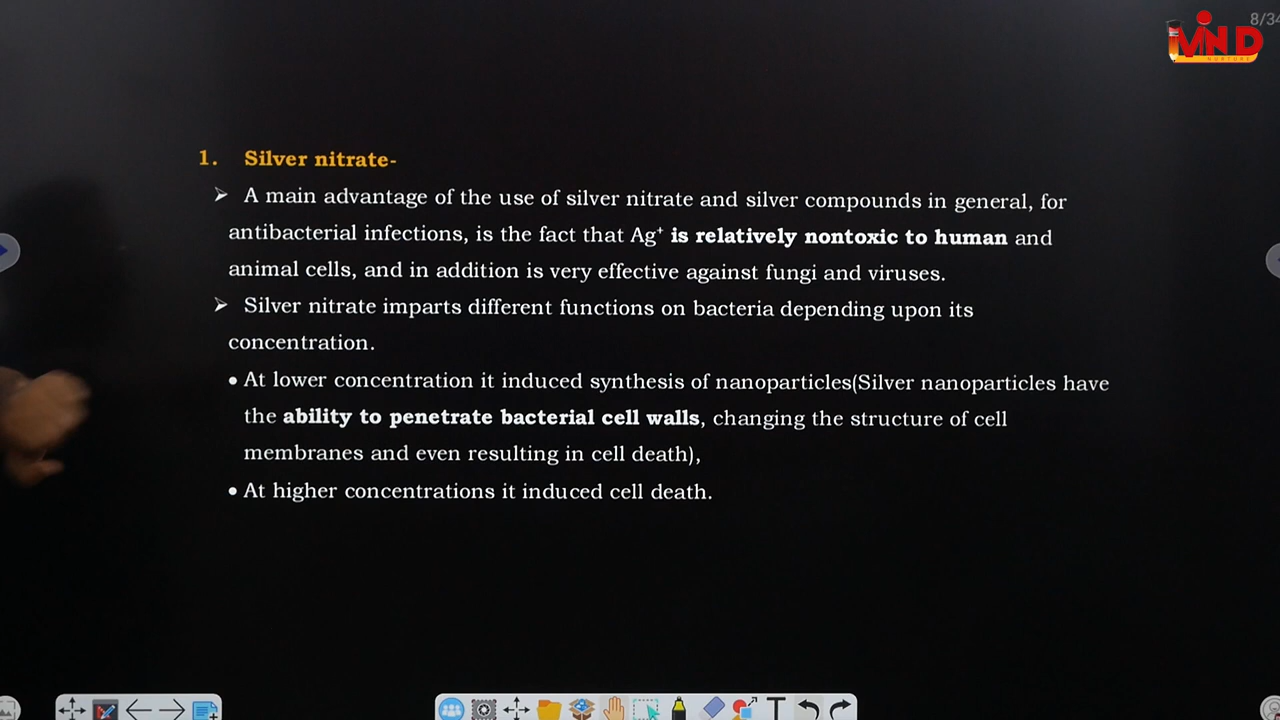 8/34
MIND
NURTURE
1. Silver nitrate-
➢ A main advantage of the use of silver nitrate and silver compounds in general, for
antibacterial infections, is the fact that Ag⁺ is relatively nontoxic to human and
animal cells, and in addition is very effective against fungi and viruses.
➢ Silver nitrate imparts different functions on bacteria depending upon its
concentration.
• At lower concentration it induced synthesis of nanoparticles(Silver nanoparticles have
the ability to penetrate bacterial cell walls, changing the structure of cell
membranes and even resulting in cell death),
• At higher concentrations it induced cell death.